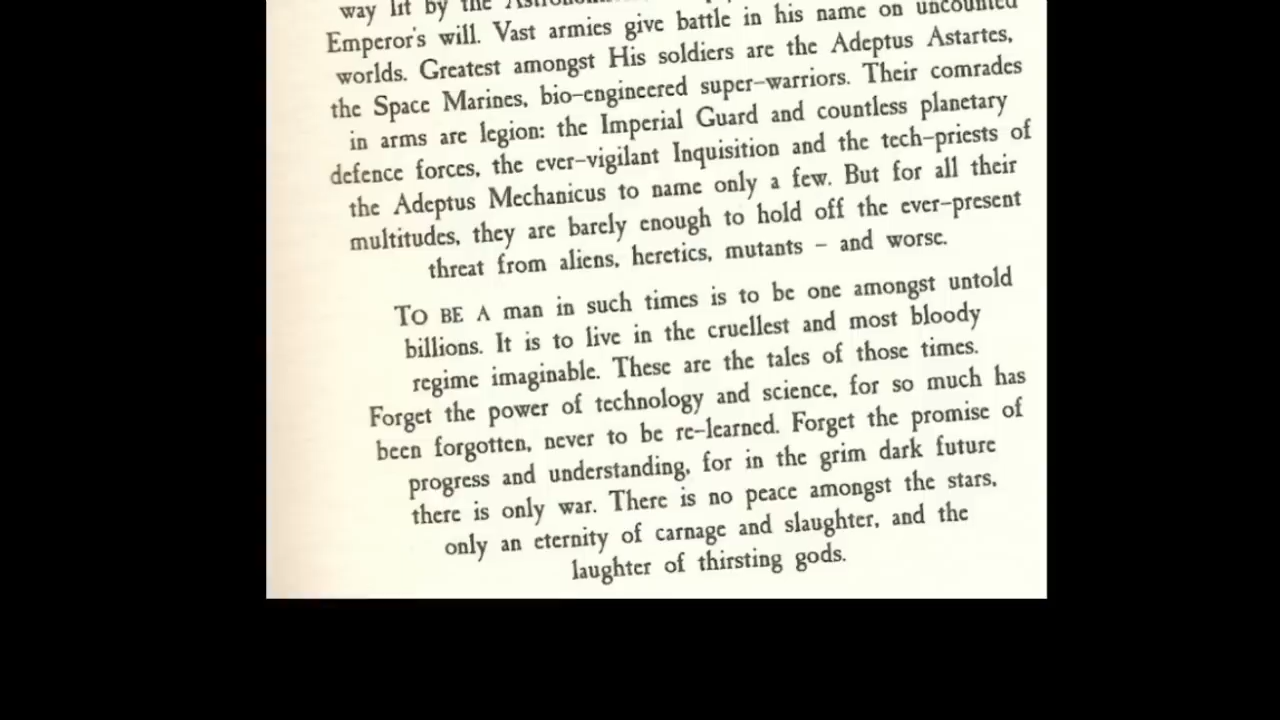 way lit by the
Emperor's will. Vast armies give battle in his name on uncounted
worlds. Greatest amongst His soldiers are the Adeptus Astartes,
the Space Marines, bio-engineered super-warriors. Their comrades
in arms are legion: the Imperial Guard and countless planetary
defence forces, the ever-vigilant Inquisition and the tech-priests of
the Adeptus Mechanicus to name only a few. But for all their
multitudes, they are barely enough to hold off the ever-present
threat from aliens, heretics, mutants – and worse.
TO BE A man in such times is to be one amongst untold
billions. It is to live in the cruellest and most bloody
regime imaginable. These are the tales of those times.
Forget the power of technology and science, for so much has
been forgotten, never to be re-learned. Forget the promise of
progress and understanding, for in the grim dark future
there is only war. There is no peace amongst the stars,
only an eternity of carnage and slaughter, and the
laughter of thirsting gods.